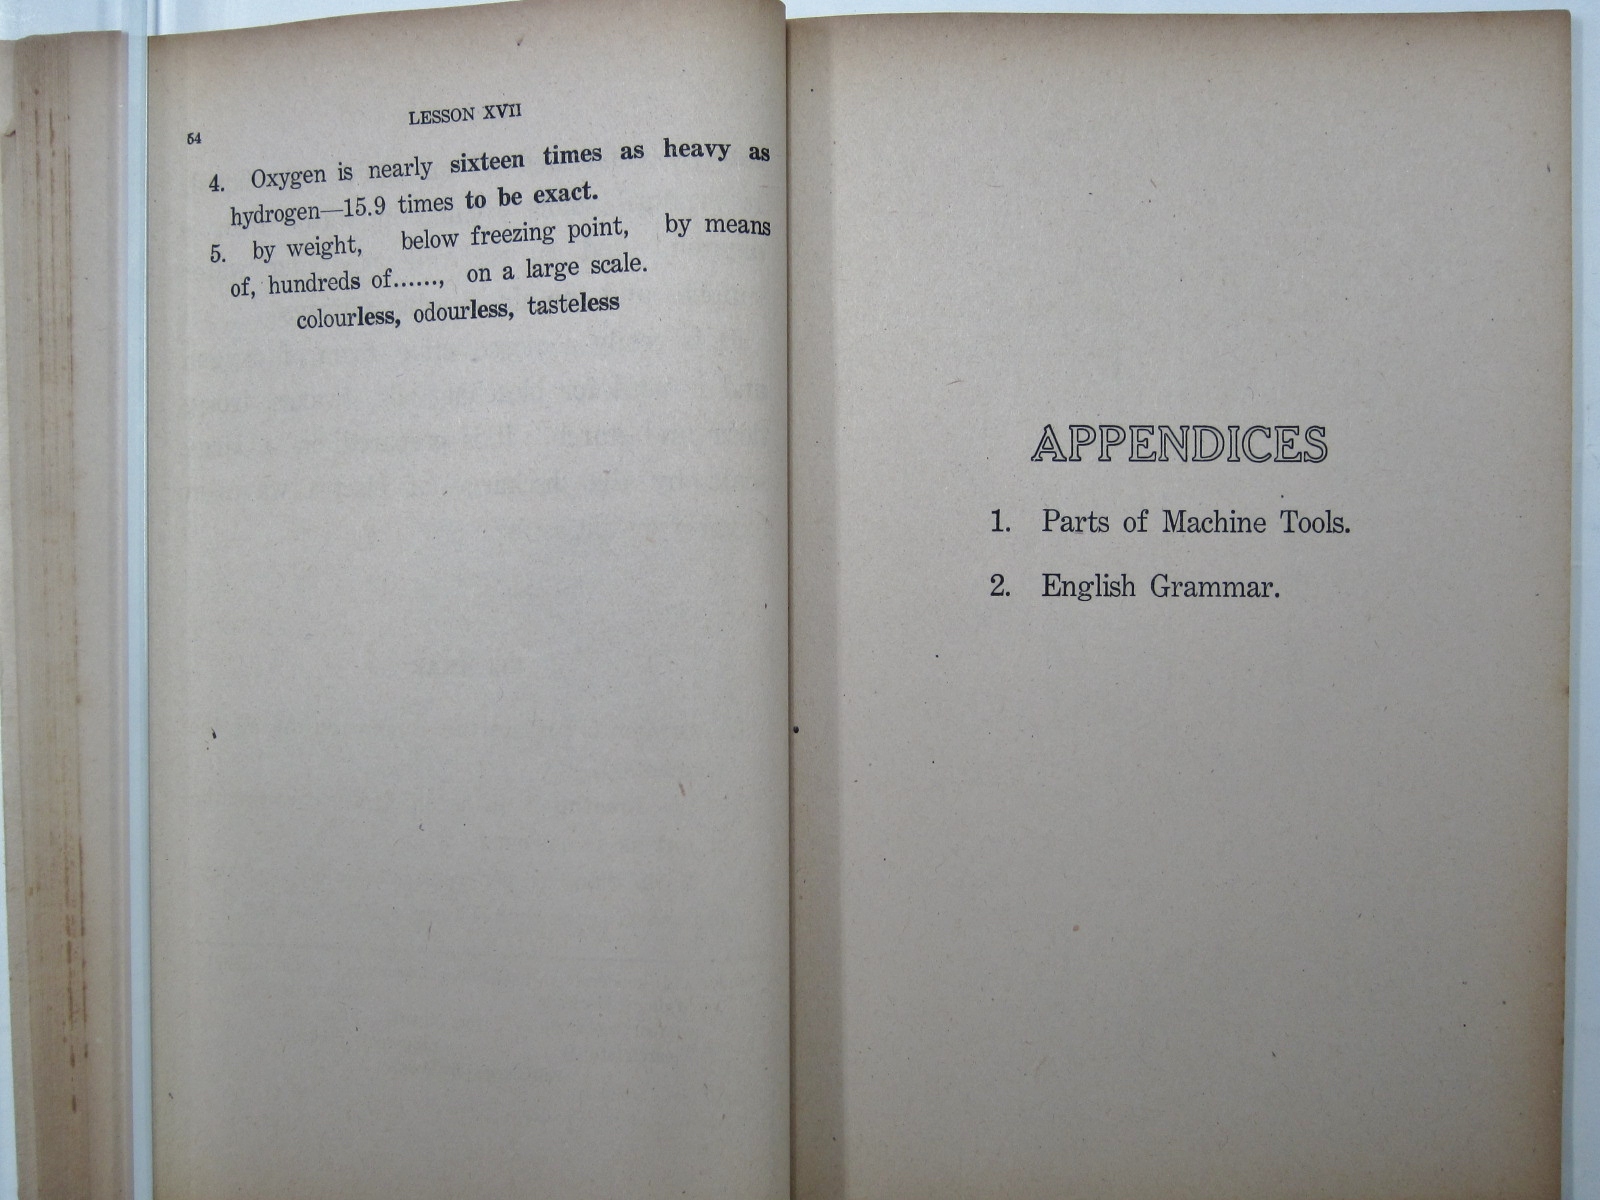 LESSON XVII
54
4. Oxygen is nearly sixteen times as heavy as
hydrogen—15.9 times to be exact.
5. by weight, below freezing point, by means
of, hundreds of......, on a large scale.
colourless, odourless, tasteless
APPENDICES
1. Parts of Machine Tools.
2. English Grammar.